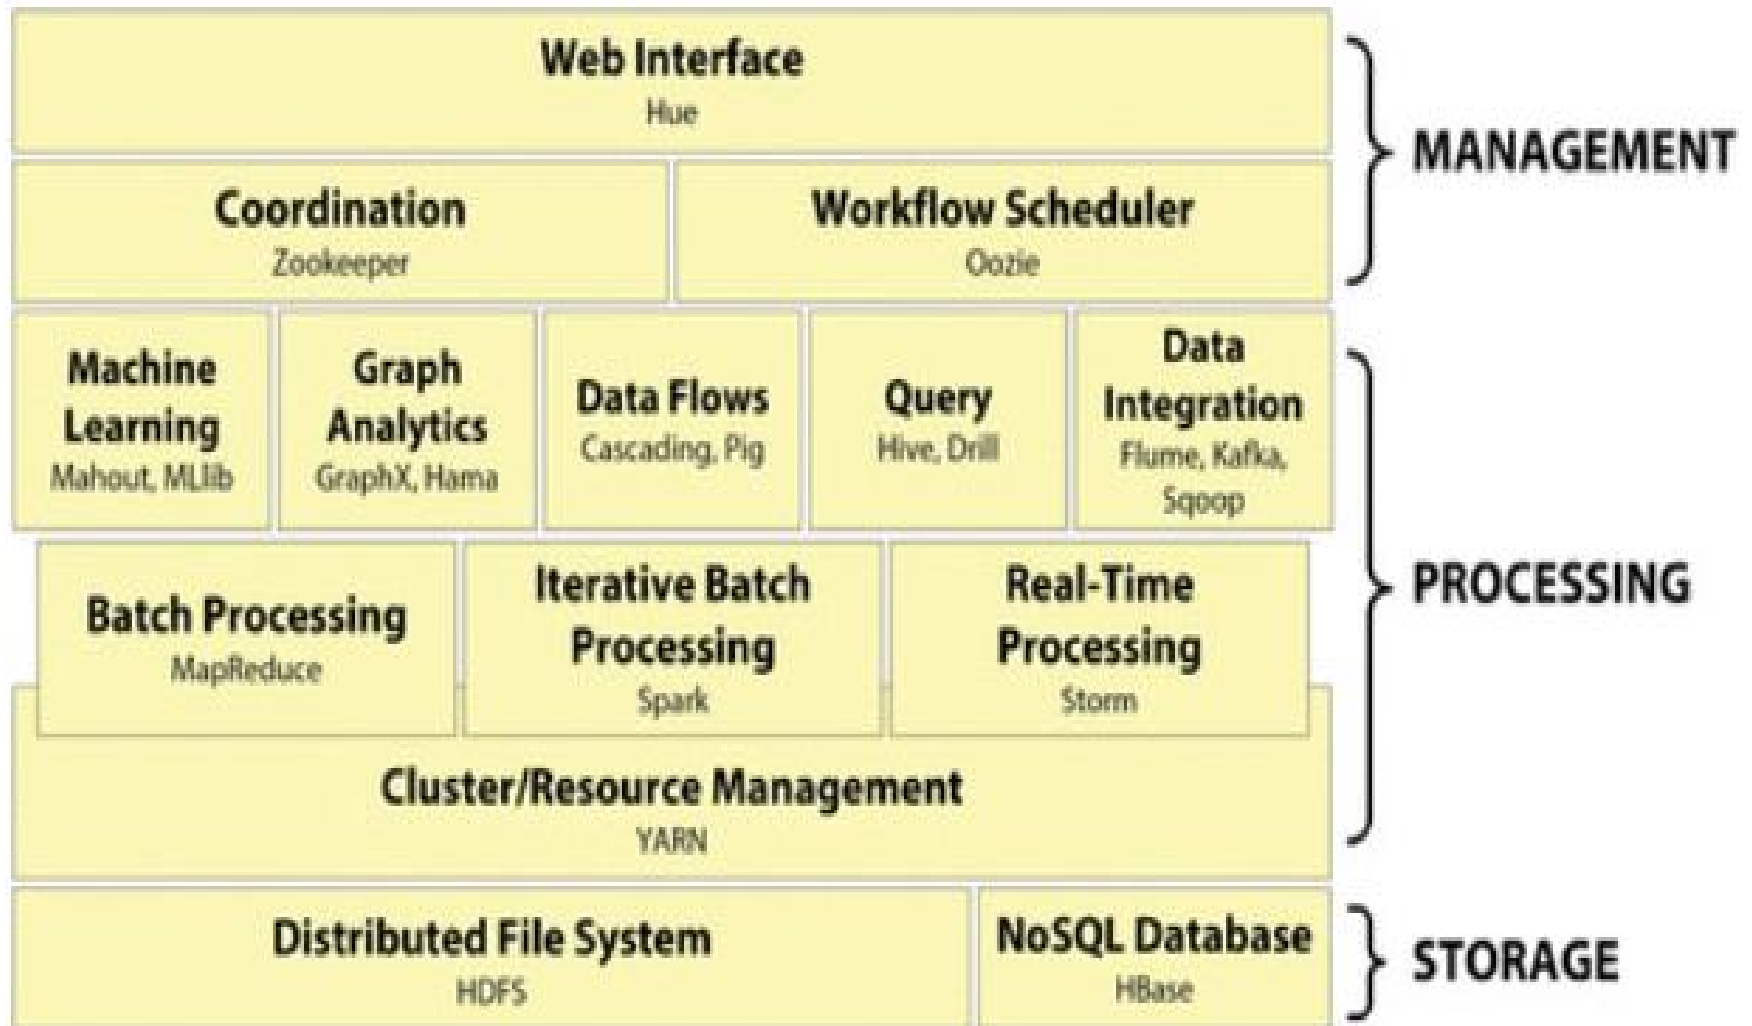 Web Interface
Hue
MANAGEMENT
Coordination
Zookeeper
Workflow Scheduler
Oozie
Machine
Learning
Mahout, MLlib
Graph
Analytics
GraphX, Hama
Data Flows
Cascading, Pig
Query
Hive, Drill
Data
Integration
Flume, Kafka,
Sqoop
PROCESSING
Batch Processing
MapReduce
Iterative Batch
Processing
Spark
Real-Time
Processing
Storm
Cluster/Resource Management
YARN
Distributed File System
HDFS
NoSQL Database
HBase
STORAGE